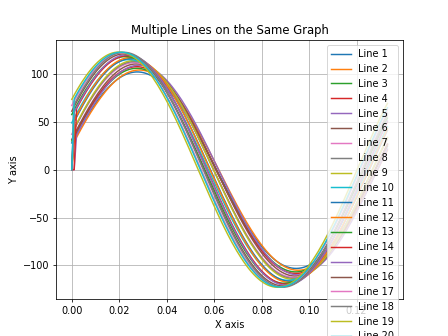 Multiple Lines on the Same Graph
Y axis
100
50
0
−50
−100
0.00
0.02
0.04
0.06
0.08
0.10
X axis
Line 1
Line 2
Line 3
Line 4
Line 5
Line 6
Line 7
Line 8
Line 9
Line 10
Line 11
Line 12
Line 13
Line 14
Line 15
Line 16
Line 17
Line 18
Line 19
Line 20